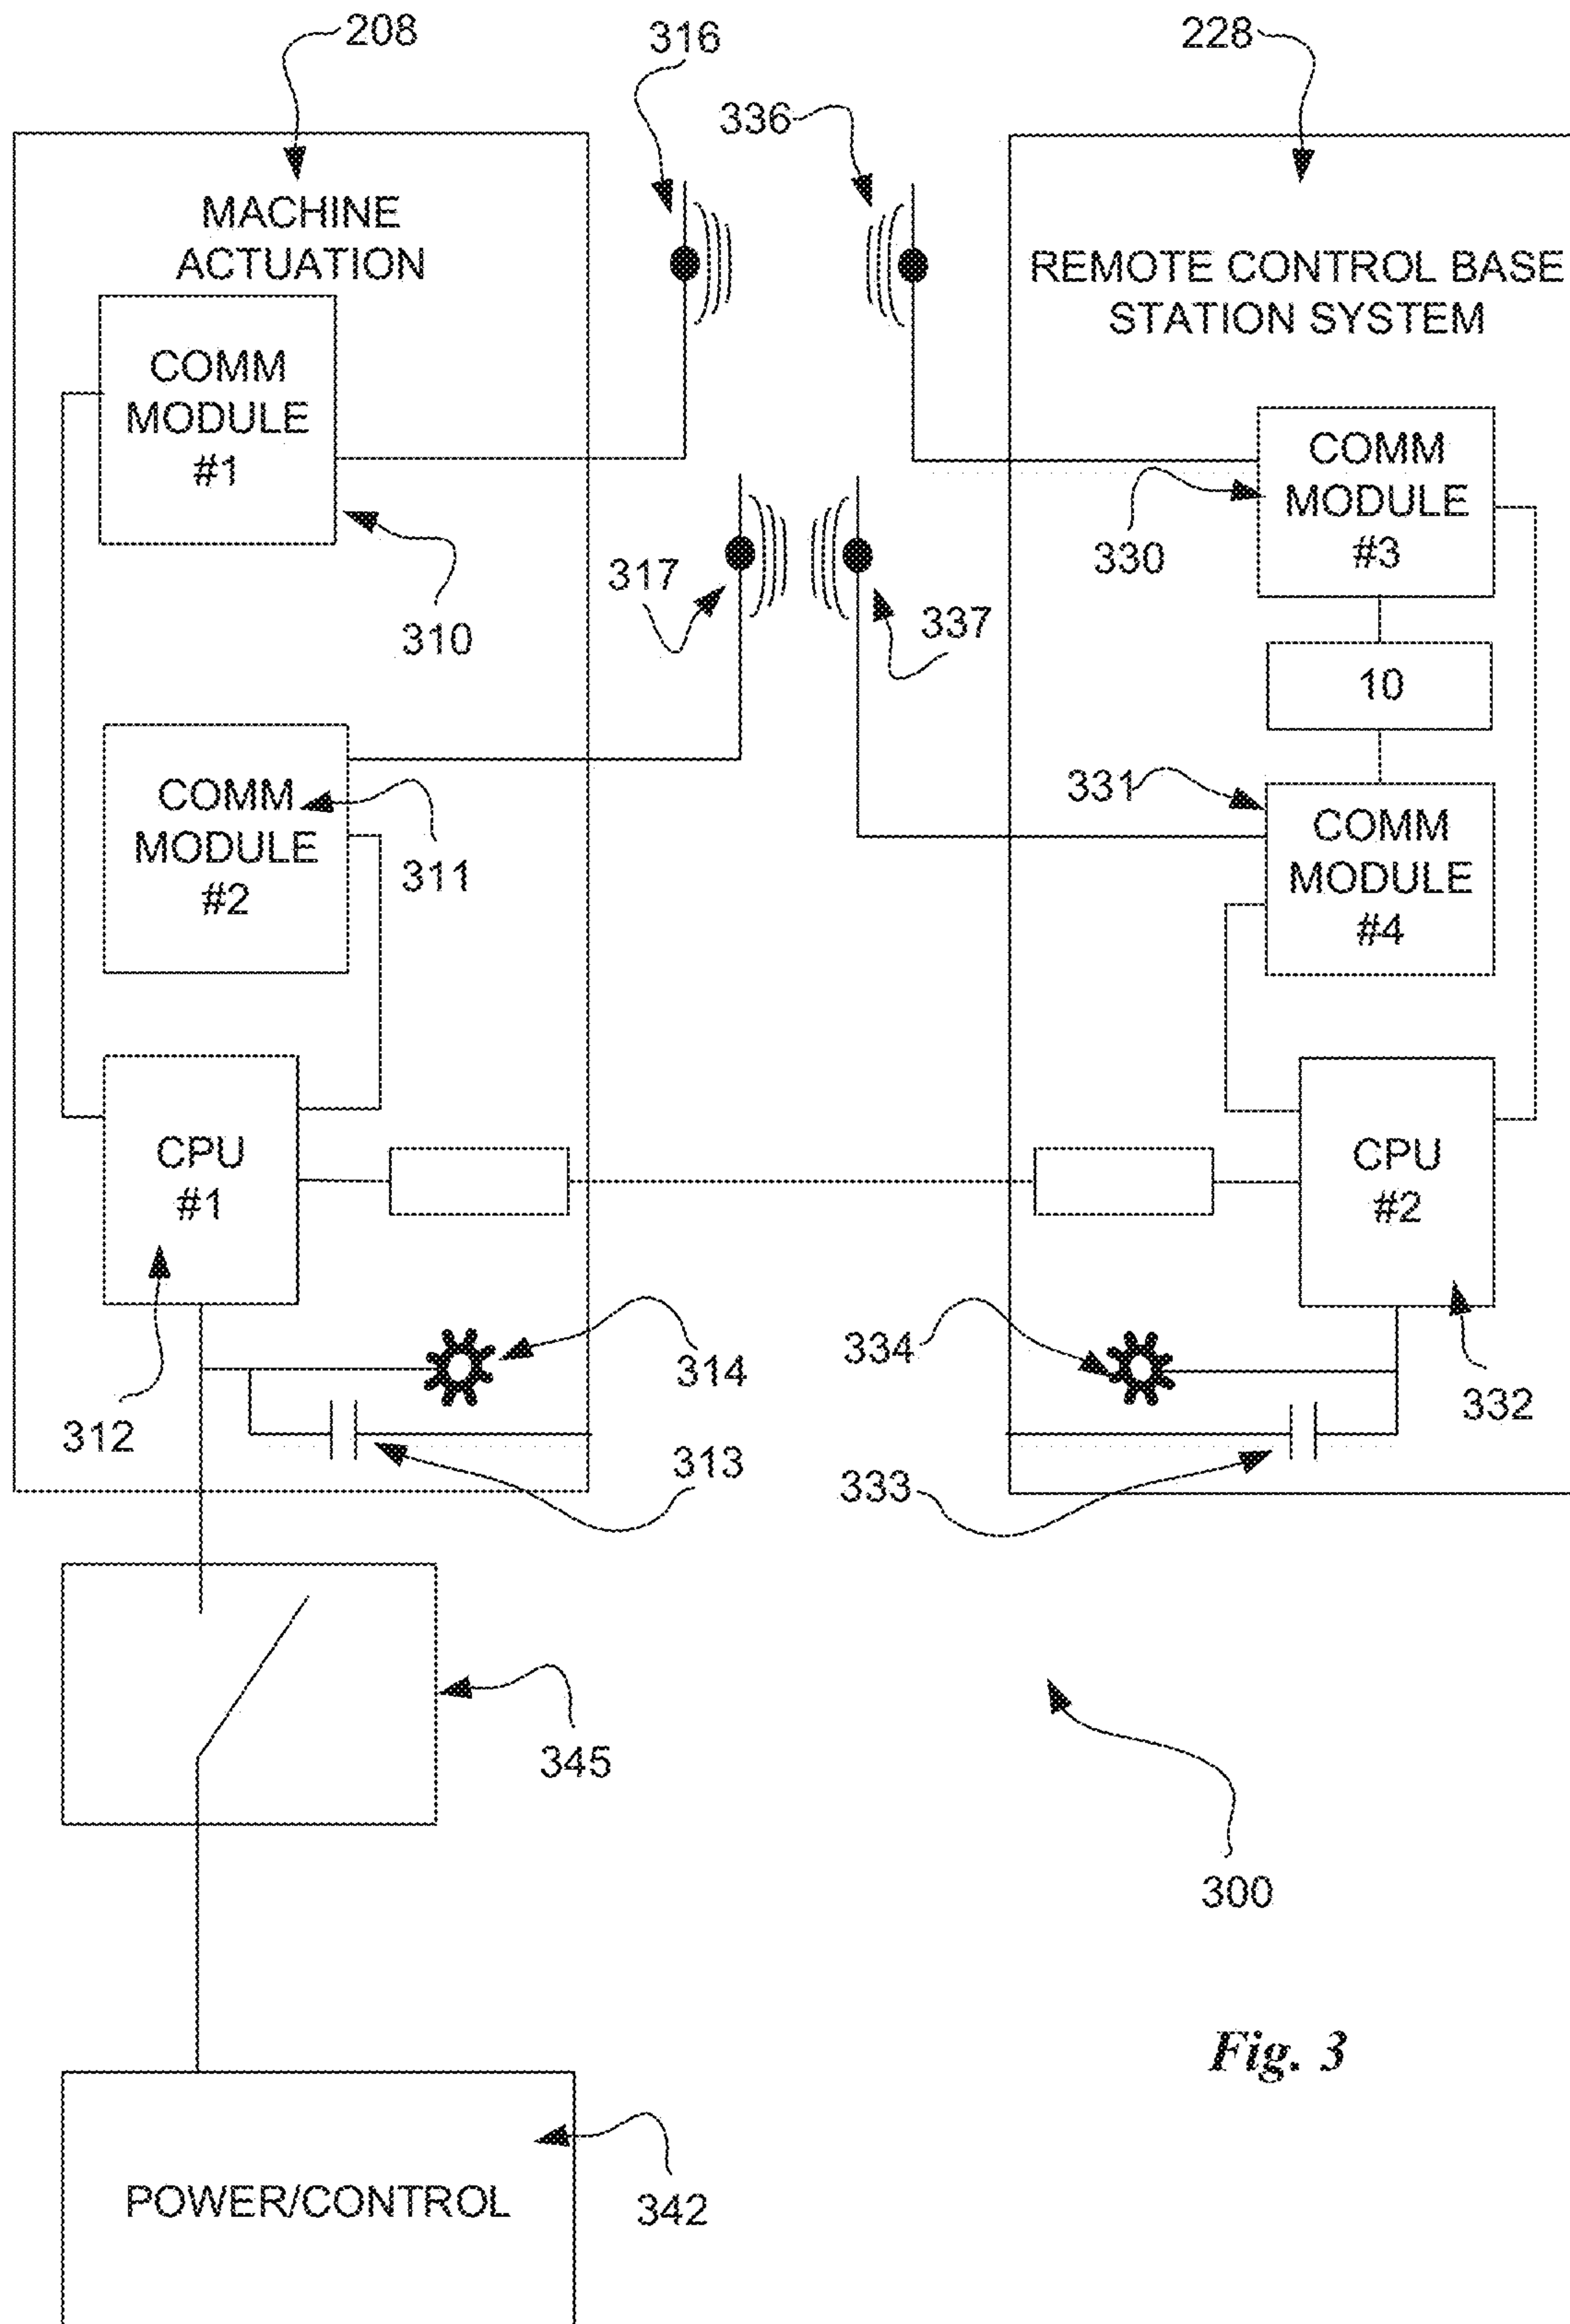 208
316
228
336
MACHINE
ACTUATION
REMOTE CONTROL BASE
STATION SYSTEM
COMM
MODULE
#1
COMM
MODULE
#3
330
317
337
310
10
331
COMM
MODULE
#2
311
COMM
MODULE
#4
CPU
#1
CPU
#2
314
334
312
332
313
333
345
300
Fig. 3
POWER/CONTROL
342